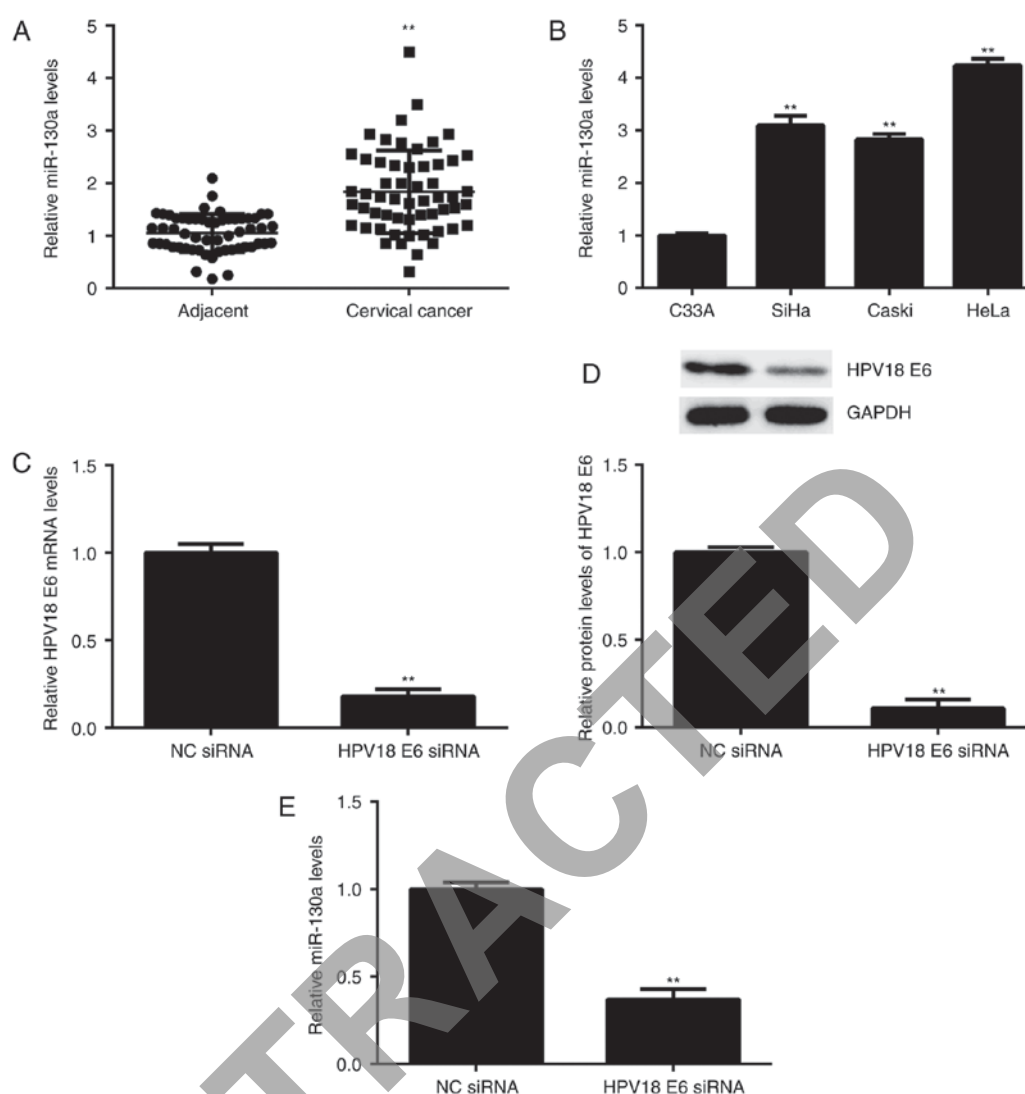 A
Relative miR-130a levels
5
4
3
2
1
0
**
Adjacent
Cervical cancer
B
Relative miR-130a levels
5
4
3
2
1
0
**
**
**
C33A
SiHa
Caski
HeLa
C
Relative HPV18 E6 mRNA levels
1.5
1.0
0.5
0.0
**
NC siRNA
HPV18 E6 siRNA
D
HPV18 E6
GAPDH
Relative protein levels of HPV18 E6
1.5
1.0
0.5
0.0
**
NC siRNA
HPV18 E6 siRNA
E
Relative miR-130a levels
1.5
1.0
0.5
0.0
**
NC siRNA
HPV18 E6 siRNA
TRACTED